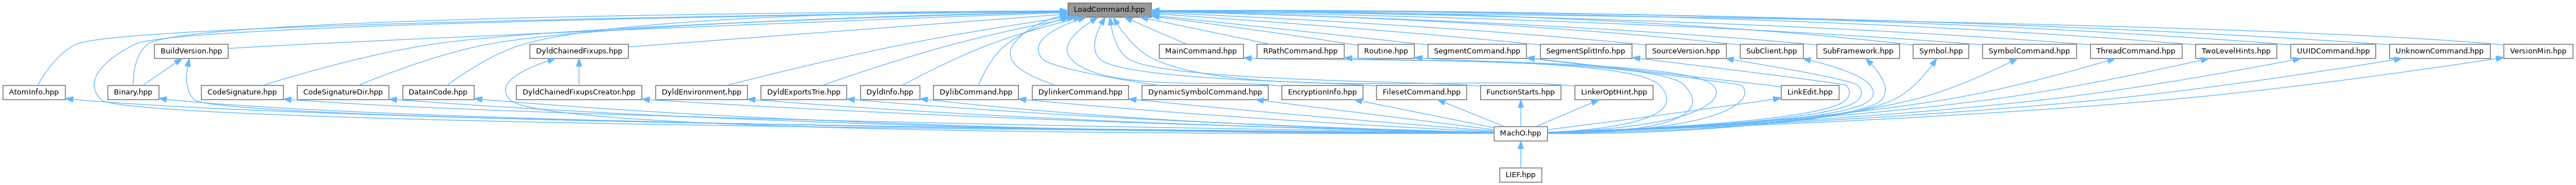 LoadCommand.hpp
BuildVersion.hpp
DyldChainedFixups.hpp
MainCommand.hpp
RPathCommand.hpp
Routine.hpp
SegmentCommand.hpp
SegmentSplitInfo.hpp
SourceVersion.hpp
SubClient.hpp
SubFramework.hpp
Symbol.hpp
SymbolCommand.hpp
ThreadCommand.hpp
TwoLevelHints.hpp
UUIDCommand.hpp
UnknownCommand.hpp
VersionMin.hpp
AtomInfo.hpp
Binary.hpp
CodeSignature.hpp
CodeSignatureDir.hpp
DataInCode.hpp
DyldChainedFixupsCreator.hpp
DyldEnvironment.hpp
DyldExportsTrie.hpp
DyldInfo.hpp
DylibCommand.hpp
DylinkerCommand.hpp
DynamicSymbolCommand.hpp
EncryptionInfo.hpp
FilesetCommand.hpp
FunctionStarts.hpp
LinkerOptHint.hpp
LinkEdit.hpp
MachO.hpp
LIEF.hpp